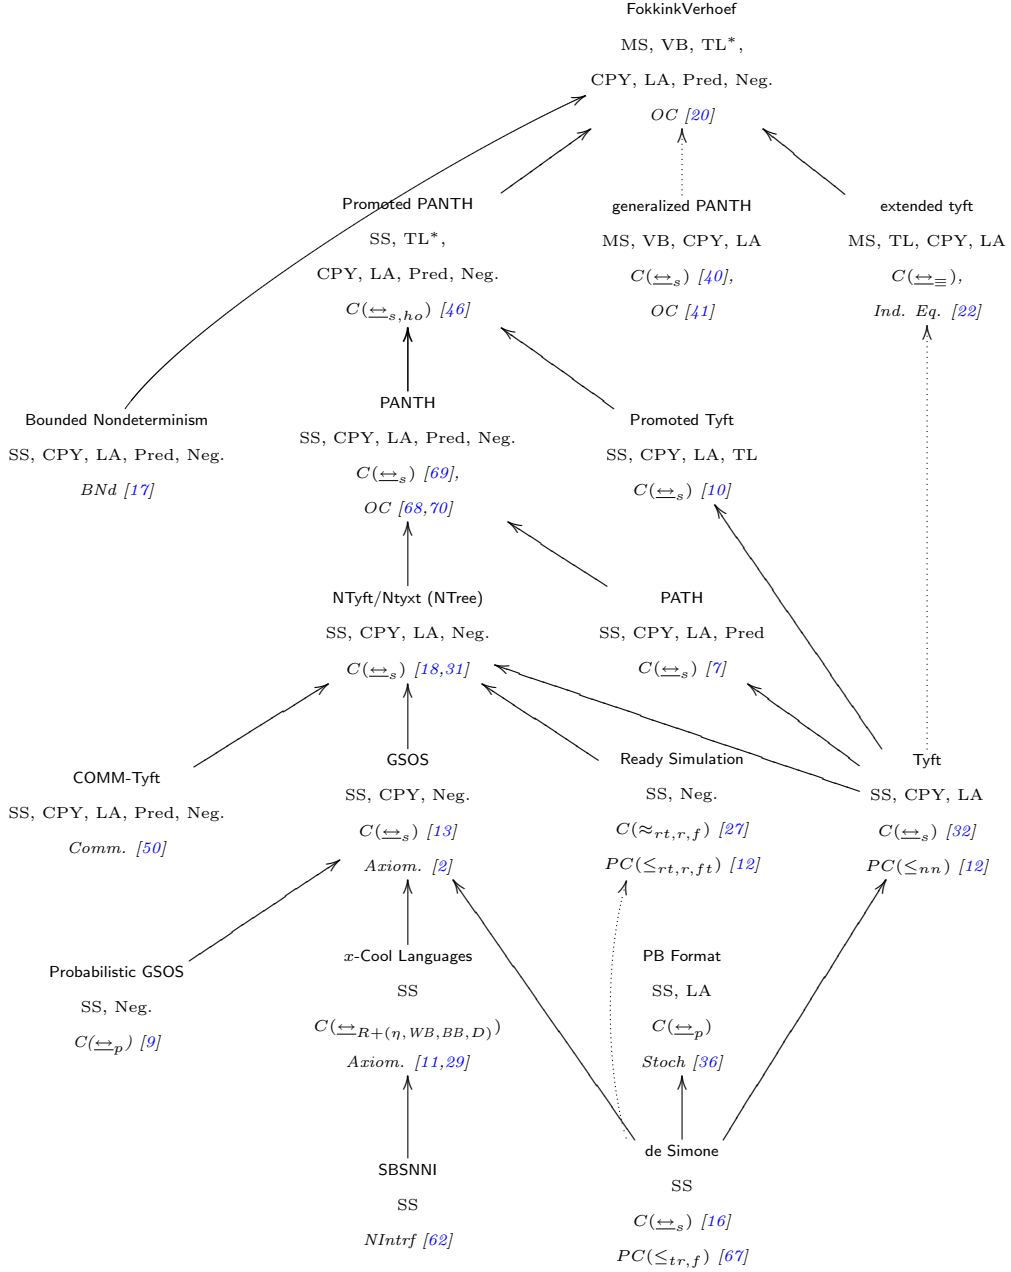 FokkinkVerhoef
MS, VB, TL*,
CPY, LA, Pred, Neg.
OC [20]
Promoted PANTH
SS, TL*,
CPY, LA, Pred, Neg.
C(↔s,ho) [46]
generalized PANTH
MS, VB, CPY, LA
C(↔s) [40],
OC [41]
extended tyft
MS, TL, CPY, LA
C(↔≡),
Ind. Eq. [22]
Bounded Nondeterminism
SS, CPY, LA, Pred, Neg.
BNd [17]
PANTH
SS, CPY, LA, Pred, Neg.
C(↔s) [69],
OC [68,70]
Promoted Tyft
SS, CPY, LA, TL
C(↔s) [10]
NTyft/Ntyxt (NTree)
SS, CPY, LA, Neg.
C(↔s) [18,31]
PATH
SS, CPY, LA, Pred
C(↔s) [7]
COMM-Tyft
SS, CPY, LA, Pred, Neg.
Comm. [50]
GSOS
SS, CPY, Neg.
C(↔s) [13]
Axiom. [2]
Ready Simulation
SS, Neg.
C(≈rt,r,f) [27]
PC(≤rt,r,ft) [12]
Tyft
SS, CPY, LA
C(↔s) [32]
PC(≤nn) [12]
Probabilistic GSOS
SS, Neg.
C(↔p) [9]
x-Cool Languages
SS
C(↔R+(η,WB,BB,D))
Axiom. [11,29]
PB Format
SS, LA
C(↔p)
Stoch [36]
SBSNNI
SS
NIntrf [62]
de Simone
SS
C(↔s) [16]
PC(≤tr,f) [67]